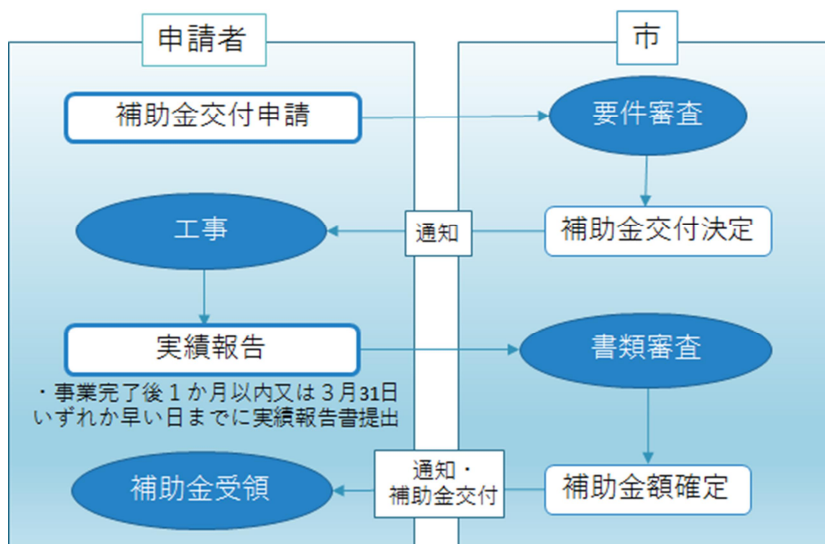 申請者
市
補助金交付申請
要件審査
工事
通知
補助金交付決定
実績報告
書類審査
・事業完了後１か月以内又は３月31日
いずれか早い日までに実績報告書提出
補助金受領
通知・
補助金交付
補助金額確定